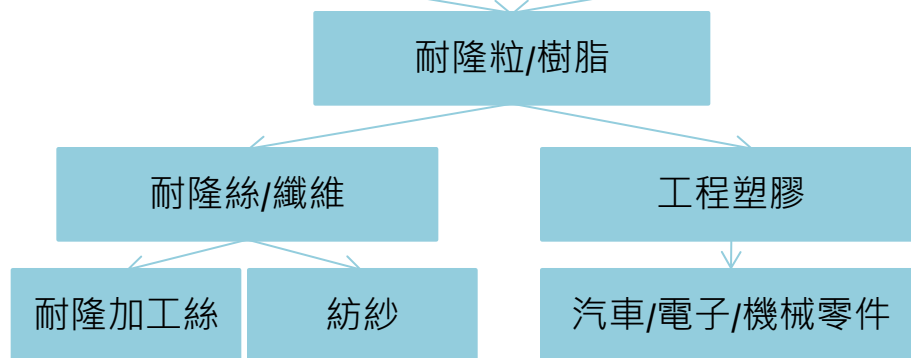 耐隆粒/樹脂
耐隆絲/纖維
工程塑膠
耐隆加工絲
紡紗
汽車/電子/機械零件